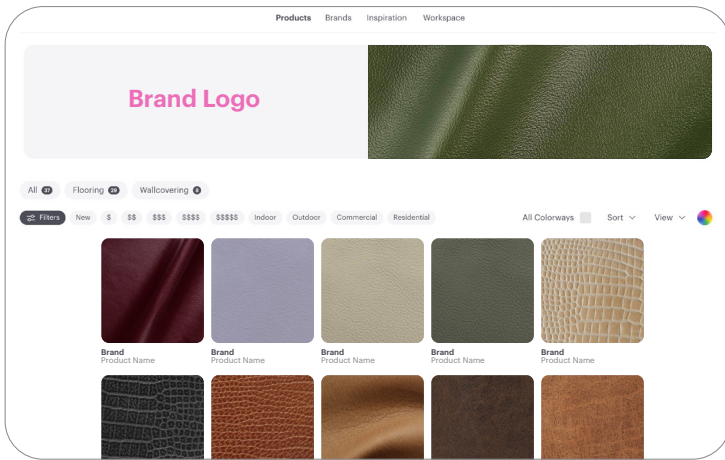 Products Brands Inspiration Workspace
Brand Logo
All 37 Flooring 29 Wallcovering 8
Filters New $ $$ $$$ $$$$ $$$$$ Indoor Outdoor Commercial Residential All Colorways Sort View
Brand Brand Brand Brand Brand
Product Name Product Name Product Name Product Name Product Name